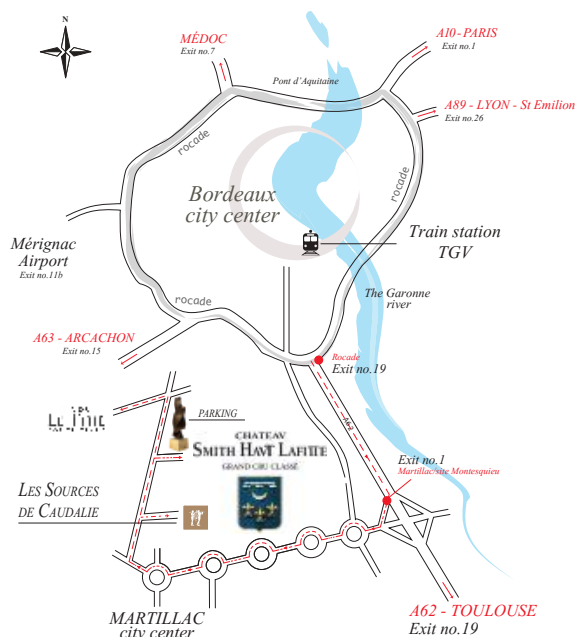 MÉDOC
Exit no.7
A10-PARIS
Exit no.1
Pont d'Aquitaine
A89 - LYON - St Emilion
Exit no.26
rocade
rocade
Bordeaux
city center
Train station
TGV
Mérignac
Airport
Exit no.11b
The Garonne
river
rocade
A63 - ARCACHON
Exit no.15
Rocade
Exit no.19
PARKING
A62
CHATEAU
SMITH HAUT LAFITTE
GRAND CRU CLASSÉ
Exit no.1
Martillac/site Montesquieu
LES SOURCES
DE CAUDALIE
MARTILLAC
city center
A62 - TOULOUSE
Exit no.19